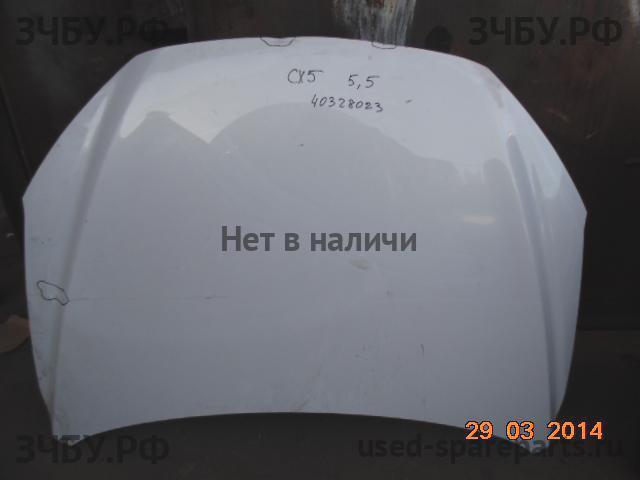 ЗЧБУ.РФ ЗЧБУ.РФ
CX5 5,5
40328023
Нет в наличи
29 03 2014
ЗЧБУ.РФ used-spareparts.ru